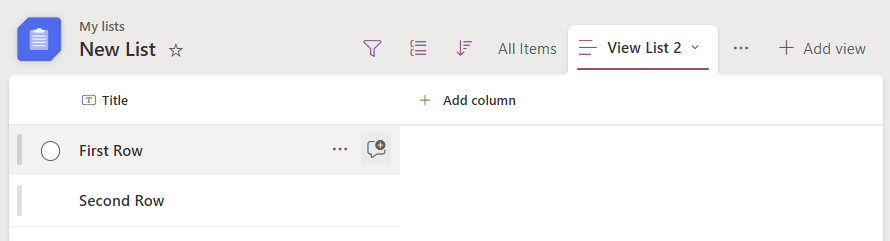 My lists
New List
All Items
View List 2
Add view
Title
Add column
First Row
Second Row